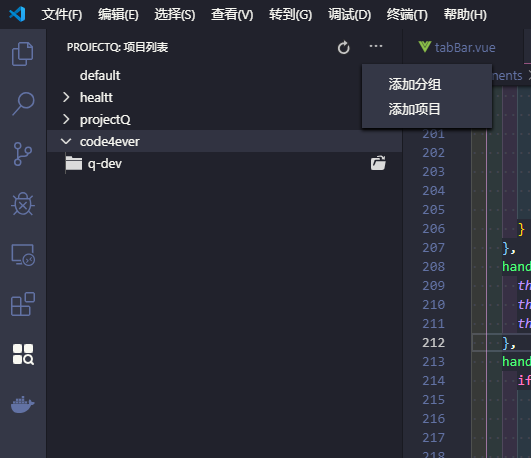 文件(F) 编辑(E) 选择(S) 查看(V) 转到(G) 调试(D) 终端(T) 帮助(H)
PROJECTQ: 项目列表
default
healtt
projectQ
code4ever
q-dev
添加分组
添加项目
tabBar.vue
nents
201
202
203
204
205
206 }
207 },
208 hand
209 th
210 th
211 th
212 },
213 hand
214 if
215
216
217
218